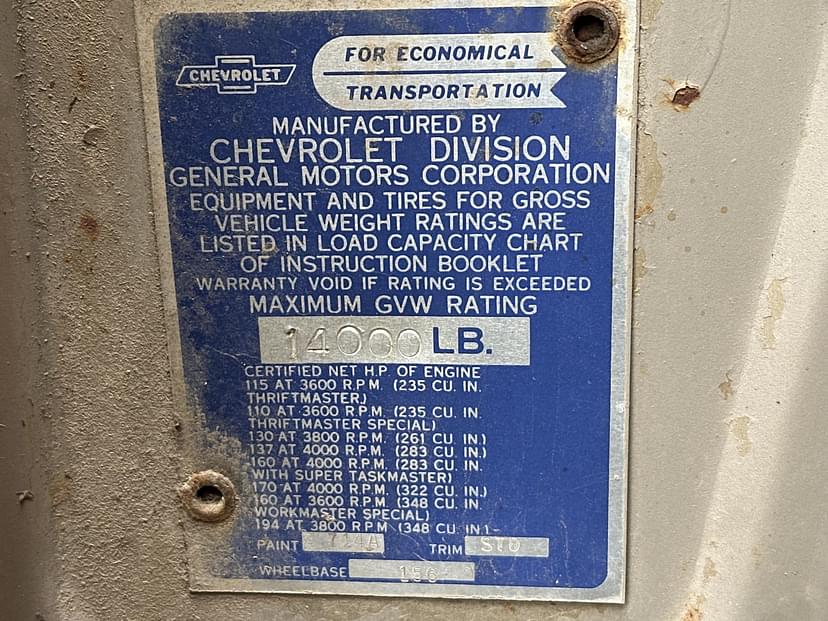 CHEVROLET
FOR ECONOMICAL
TRANSPORTATION
MANUFACTURED BY
CHEVROLET DIVISION
GENERAL MOTORS CORPORATION
EQUIPMENT AND TIRES FOR GROSS
VEHICLE WEIGHT RATINGS ARE
LISTED IN LOAD CAPACITY CHART
OF INSTRUCTION BOOKLET
WARRANTY VOID IF RATING IS EXCEEDED
MAXIMUM GVW RATING
14000 LB.
CERTIFIED NET H.P. OF ENGINE
115 AT 3600 R.P.M. (235 CU. IN.
THRIFTMASTER)
110 AT 3600 R.P.M. (235 CU. IN.
THRIFTMASTER SPECIAL)
130 AT 3800 R.P.M. (261 CU. IN.)
137 AT 4000 R.P.M. (283 CU. IN.)
160 AT 4000 R.P.M. (283 CU. IN.
WITH SUPER TASKMASTER)
170 AT 4000 R.P.M. (322 CU. IN.)
160 AT 3600 R.P.M. (348 CU. IN.
WORKMASTER SPECIAL)
194 AT 3800 R.P.M (348 CU. IN.)
PAINT TRIM STD
WHEELBASE